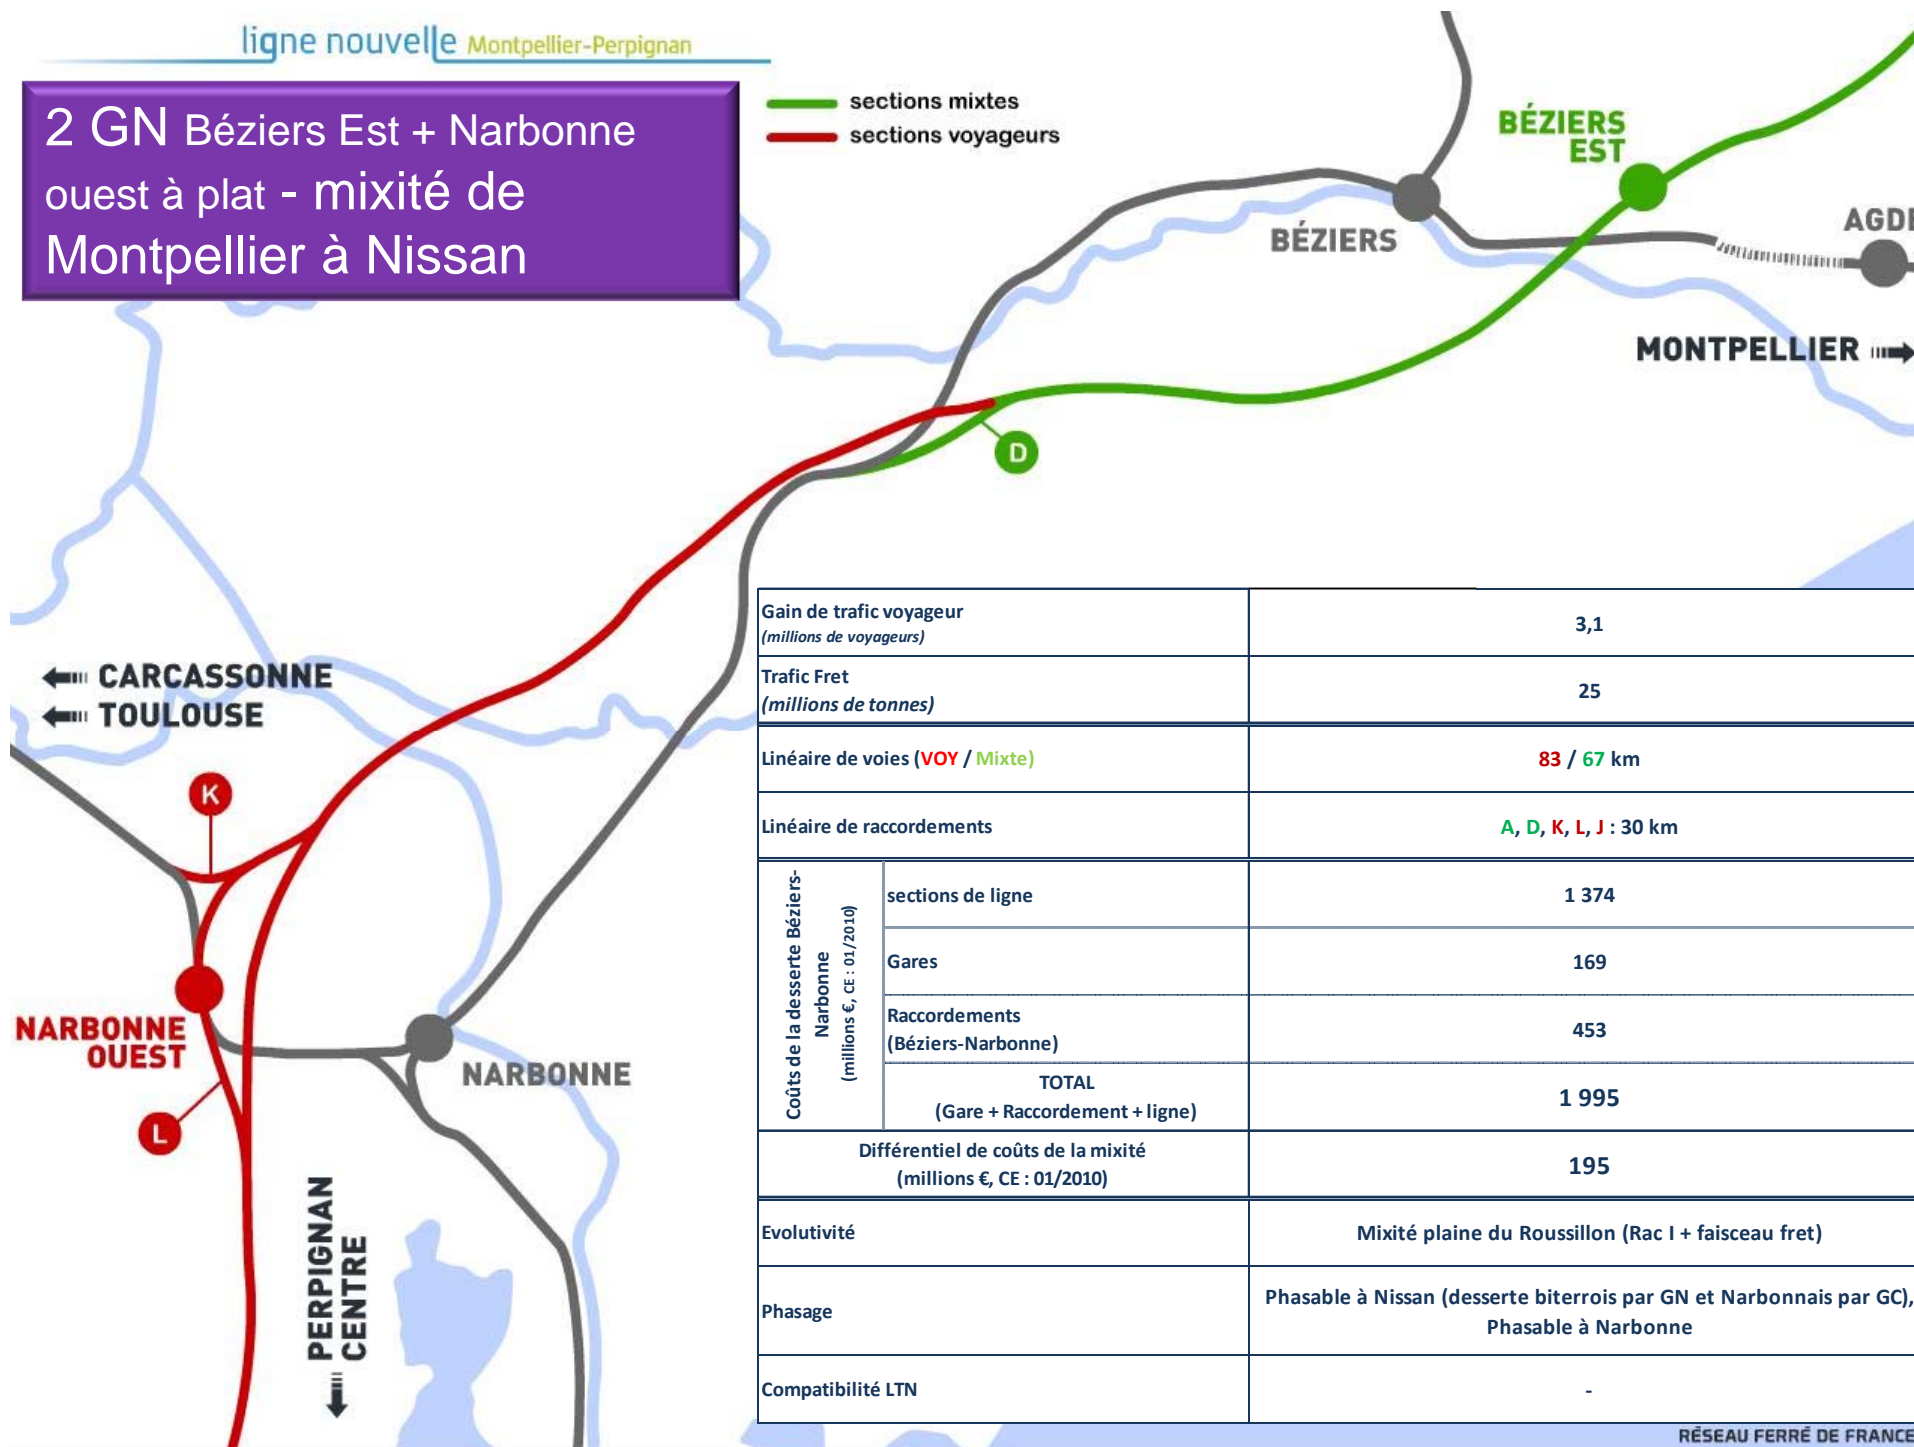 ligne nouvelle Montpellier-Perpignan
2 GN Béziers Est + Narbonne
ouest à plat - mixité de
Montpellier à Nissan
sections mixtes
sections voyageurs
BÉZIERS
EST
BÉZIERS
AGDE
MONTPELLIER
D
CARCASSONNE
TOULOUSE
K
NARBONNE
OUEST
NARBONNE
L
PERPIGNAN
CENTRE
Gain de trafic voyageur
(millions de voyageurs)
3,1
Trafic Fret
(millions de tonnes)
25
Linéaire de voies (VOY / Mixte)
83 / 67 km
Linéaire de raccordements
A, D, K, L, J : 30 km
Coûts de la desserte Béziers-
Narbonne
(millions €, CE : 01/2010)
sections de ligne
1 374
Gares
169
Raccordements
(Béziers-Narbonne)
453
TOTAL
(Gare + Raccordement + ligne)
1 995
Différentiel de coûts de la mixité
(millions €, CE : 01/2010)
195
Evolutivité
Mixité plaine du Roussillon (Rac I + faisceau fret)
Phasage
Phasable à Nissan (desserte biterrois par GN et Narbonnais par GC),
Phasable à Narbonne
Compatibilité LTN
-
RÉSEAU FERRÉ DE FRANCE